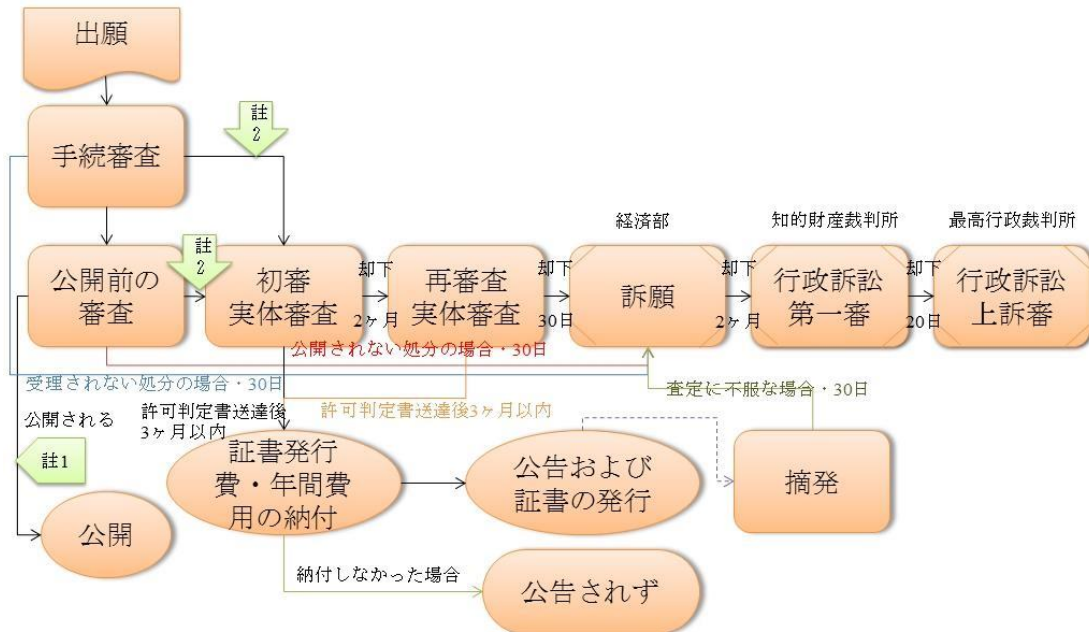 出願
註
2
手続審査
経済部
知的財産裁判所
最高行政裁判所
公開前の
審査
註
2
初審
実体審査
却下
2ヶ月
再審査
実体審査
却下
30日
訴願
却下
2ヶ月
行政訴訟
第一審
却下
20日
行政訴訟
上訴審
公開されない処分の場合・30日
受理されない処分の場合・30日
査定に不服な場合・30日
公開される
許可判定書送達後
3ヶ月以内
許可判定書送達後3ヶ月以内
註1
証書発行
費・年間費
用の納付
公告および
証書の発行
摘発
公開
納付しなかった場合
公告されず